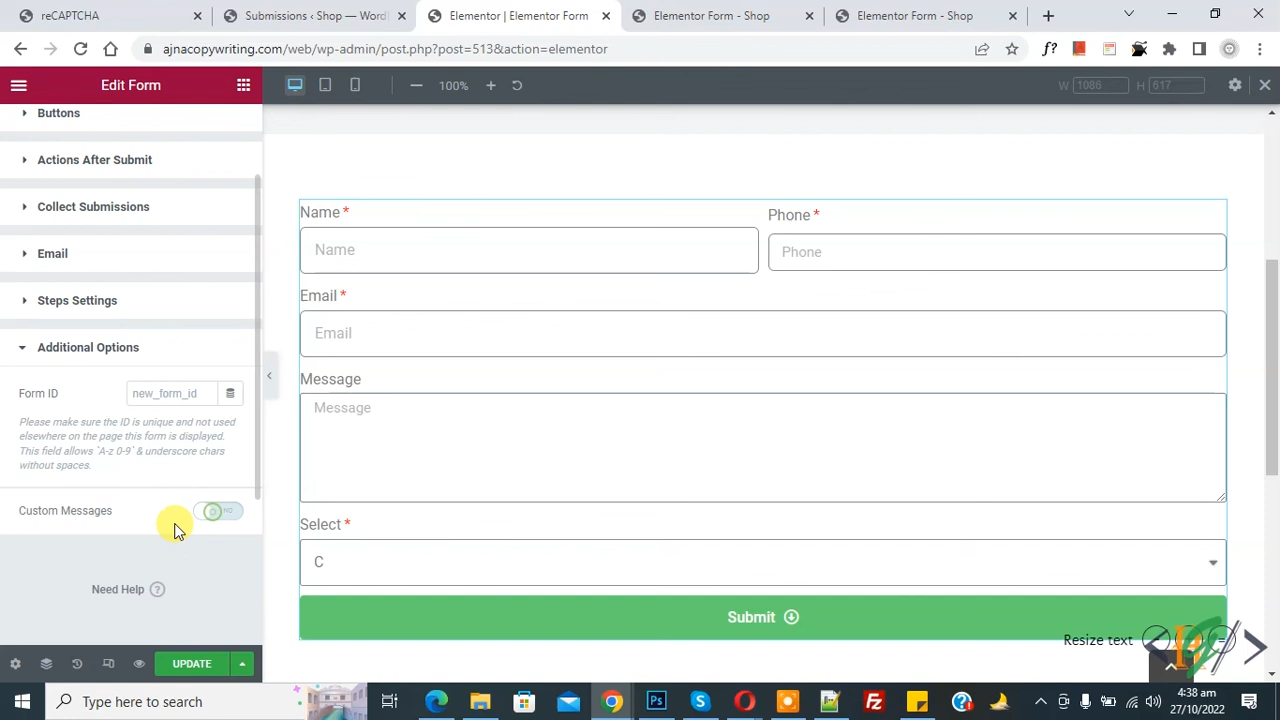 reCAPTCHA
Submissions ‹ Shop — WordP
Elementor | Elementor Form
Elementor Form - Shop
Elementor Form - Shop
ajnacopywriting.com/web/wp-admin/post.php?post=513&action=elementor
f?
Edit Form
100%
W 1086 H 617
Buttons
Actions After Submit
Collect Submissions
Email
Steps Settings
Additional Options
Form ID
new_form_id
Please make sure the ID is unique and not used
elsewhere on the page this form is displayed.
This field allows `A-z 0-9` & underscore chars
without spaces.
Custom Messages
NO
Need Help ?
UPDATE
Name *
Name
Phone *
Phone
Email *
Email
Message
Message
Select *
C
Submit
Resize text
Type here to search
4:38 am
27/10/2022